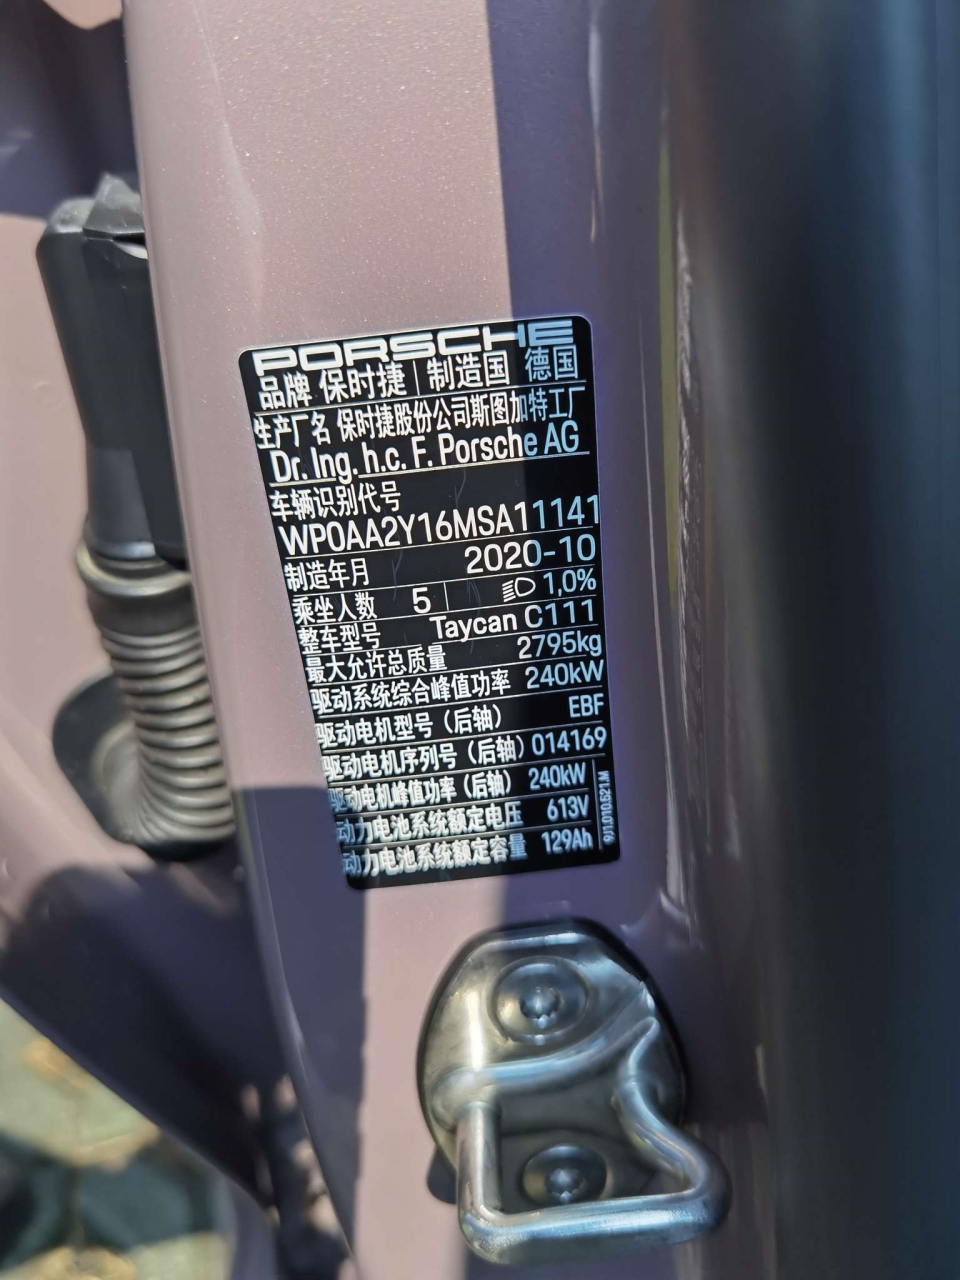 PORSCHE
品牌 保时捷 制造国 德国
生产厂名 保时捷股份公司斯图加特工厂
Dr. Ing. h.c. F. Porsche AG
车辆识别代号
WP0AA2Y16MSA11141
制造年月 2020-10
乘坐人数 5 1,0%
整车型号 Taycan C111
最大允许总质量 2795kg
驱动系统综合峰值功率 240kW
驱动电机型号（后轴） EBF
驱动电机序列号（后轴） 014169
驱动电机峰值功率（后轴） 240kW
动力电池系统额定电压 613V
动力电池系统额定容量 129Ah
9J1.010.521.M